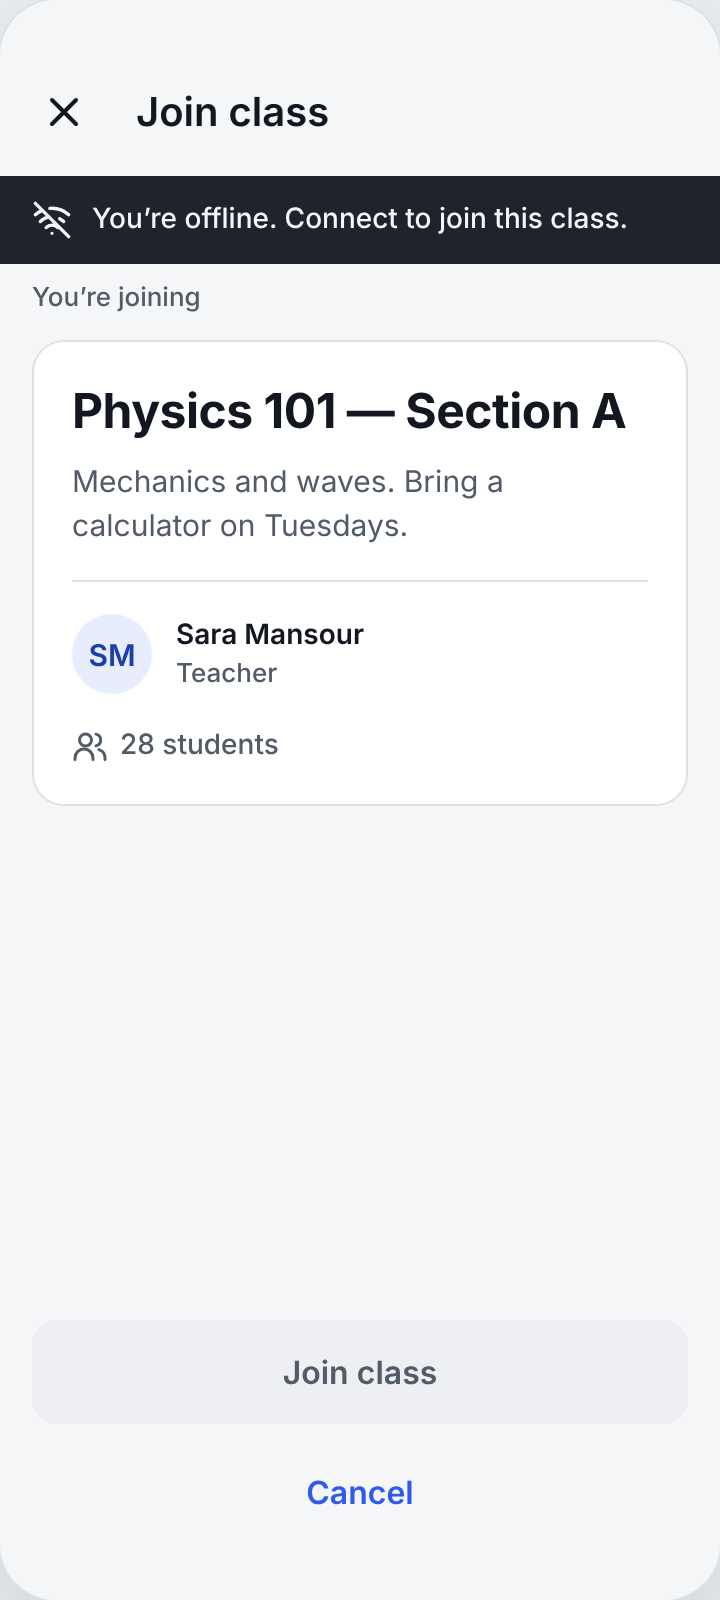 Join class
You’re offline. Connect to join this class.
You’re joining
Physics 101 — Section A
Mechanics and waves. Bring a
calculator on Tuesdays.
SM
Sara Mansour
Teacher
28 students
Join class
Cancel